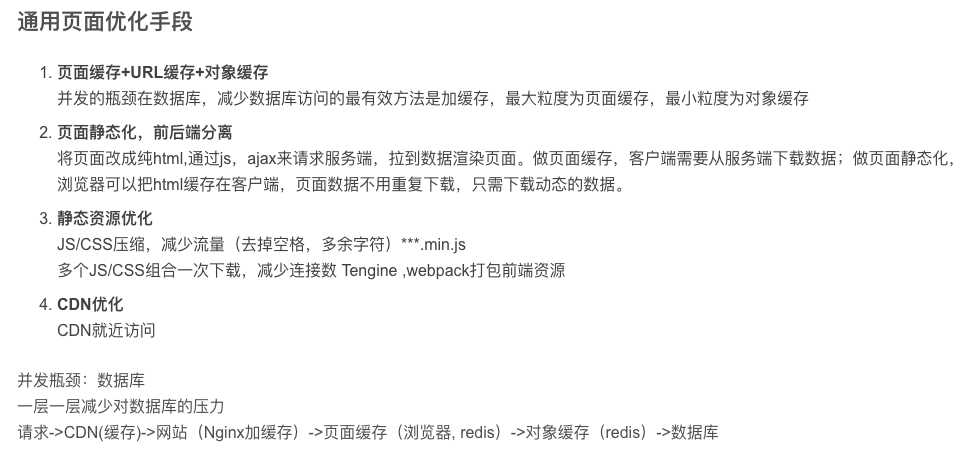 通用页面优化手段
1. 页面缓存+URL缓存+对象缓存
并发的瓶颈在数据库，减少数据库访问的最有效方法是加缓存，最大粒度为页面缓存，最小粒度为对象缓存
2. 页面静态化，前后端分离
将页面改成纯html,通过js，ajax来请求服务端，拉到数据渲染页面。做页面缓存，客户端需要从服务端下载数据；做页面静态化，
浏览器可以把html缓存在客户端，页面数据不用重复下载，只需下载动态的数据。
3. 静态资源优化
JS/CSS压缩，减少流量（去掉空格，多余字符）***.min.js
多个JS/CSS组合一次下载，减少连接数 Tengine ,webpack打包前端资源
4. CDN优化
CDN就近访问
并发瓶颈：数据库
一层一层减少对数据库的压力
请求->CDN(缓存)->网站（Nginx加缓存）->页面缓存（浏览器, redis）->对象缓存（redis）->数据库